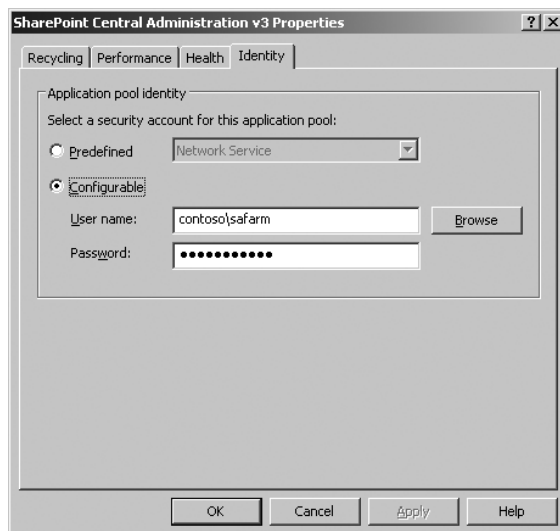 SharePoint Central Administration v3 Properties
Recycling Performance Health Identity
Application pool identity
Select a security account for this application pool:
Predefined Network Service
Configurable
User name: contoso\safarm Browse
Password: ●●●●●●●●●●●
OK Cancel Apply Help